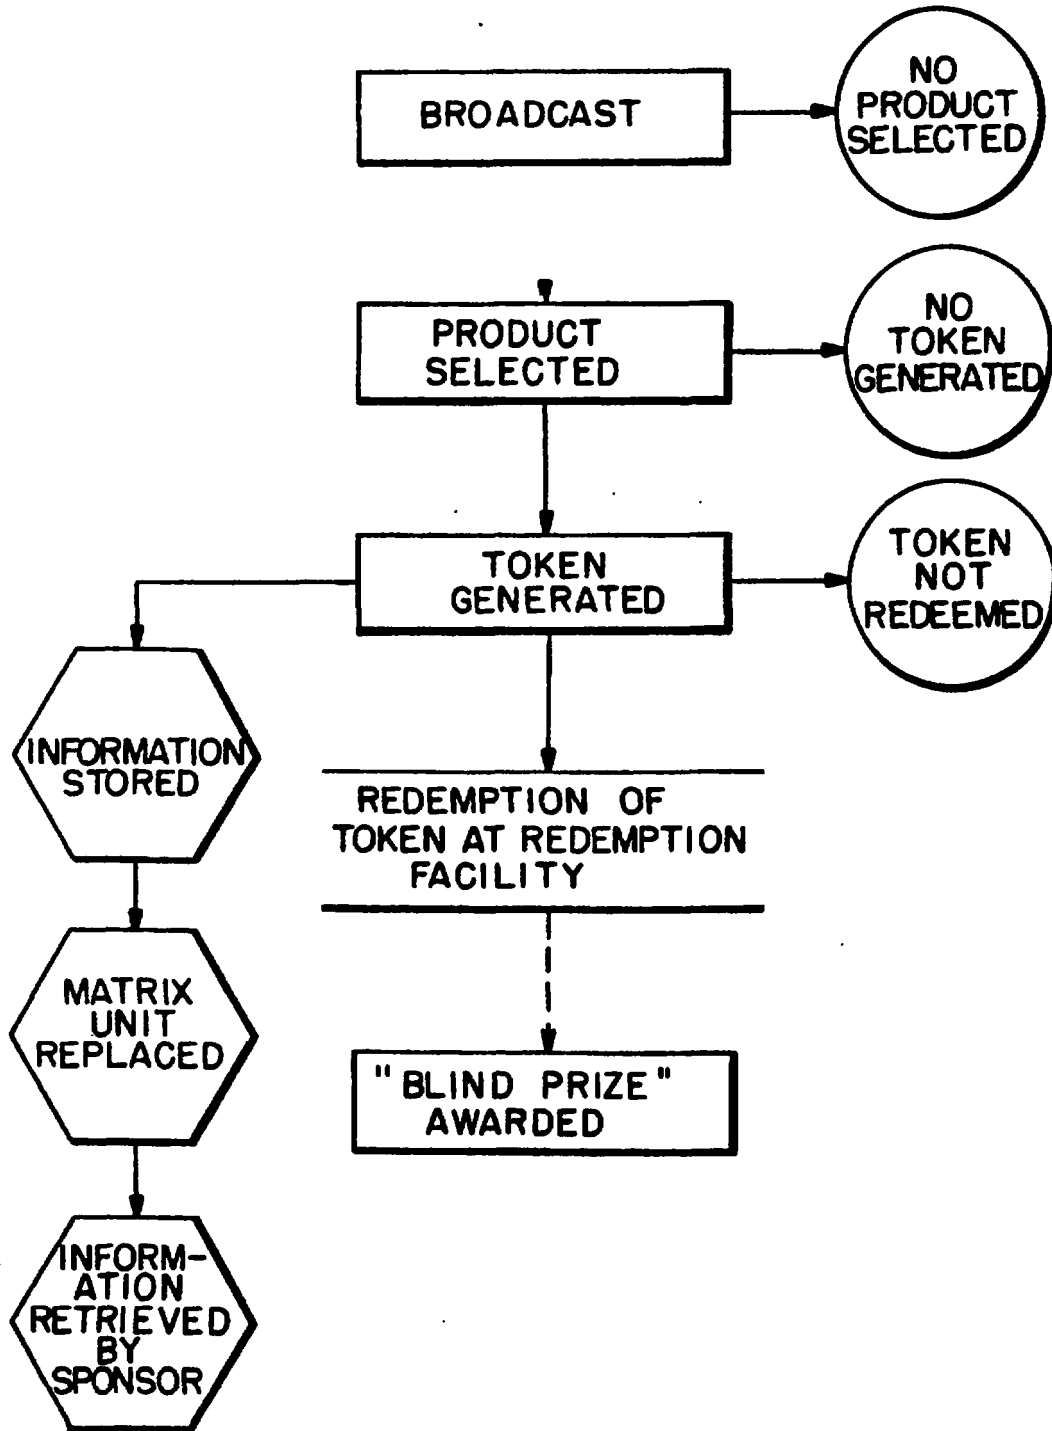 BROADCAST
NO
PRODUCT
SELECTED
PRODUCT
SELECTED
NO
TOKEN
GENERATED
TOKEN
GENERATED
TOKEN
NOT
REDEEMED
INFORMATION
STORED
REDEMPTION OF
TOKEN AT REDEMPTION
FACILITY
MATRIX
UNIT
REPLACED
"BLIND PRIZE"
AWARDED
INFORM-
ATION
RETRIEVED
BY
SPONSOR